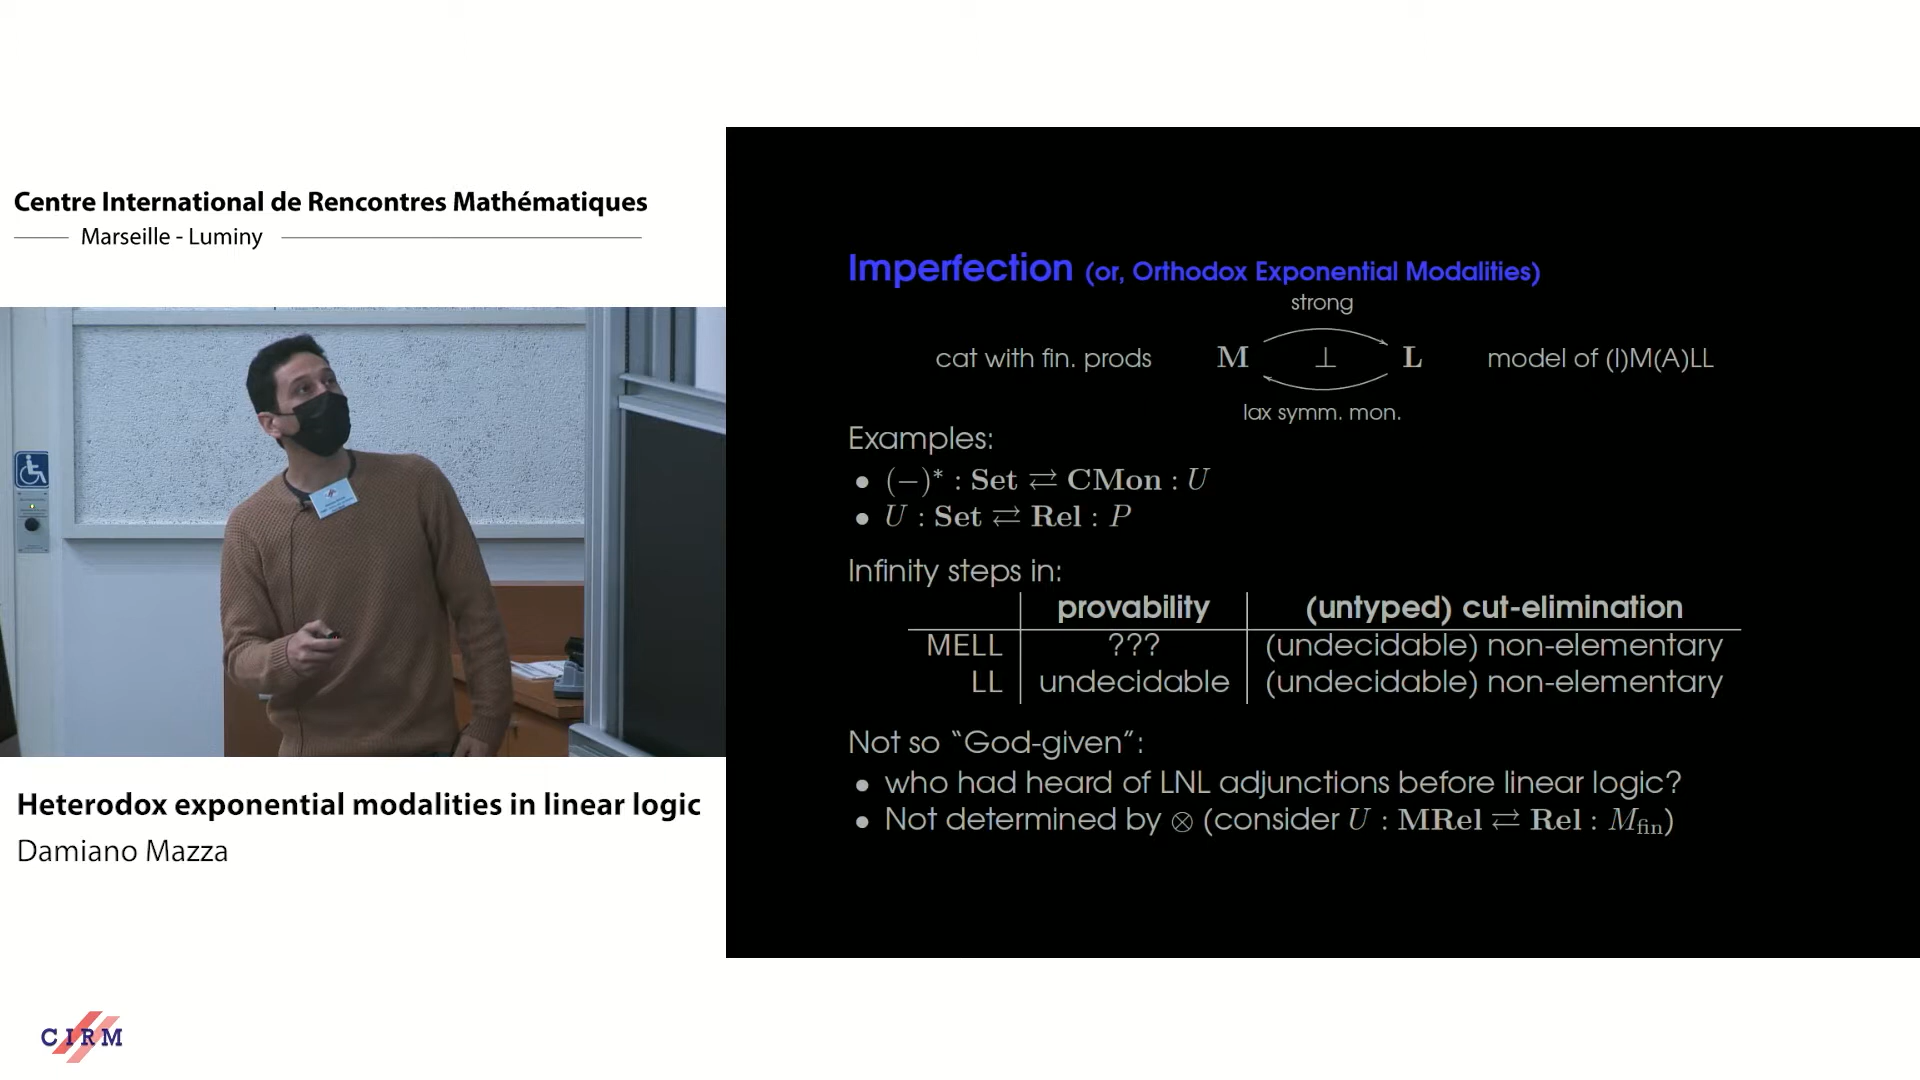 Centre International de Rencontres Mathématiques
Marseille - Luminy
Heterodox exponential modalities in linear logic
Damiano Mazza
CIRM
Imperfection (or, Orthodox Exponential Modalities)
strong
cat with fin. prods M ⊥ L model of (I)M(A)LL
lax symm. mon.
Examples:
• (−)* : Set ⇄ CMon : U
• U : Set ⇄ Rel : P
Infinity steps in:
provability (untyped) cut-elimination
MELL ??? (undecidable) non-elementary
LL undecidable (undecidable) non-elementary
Not so “God-given”:
• who had heard of LNL adjunctions before linear logic?
• Not determined by ⊗ (consider U : MRel ⇄ Rel : M_fin)